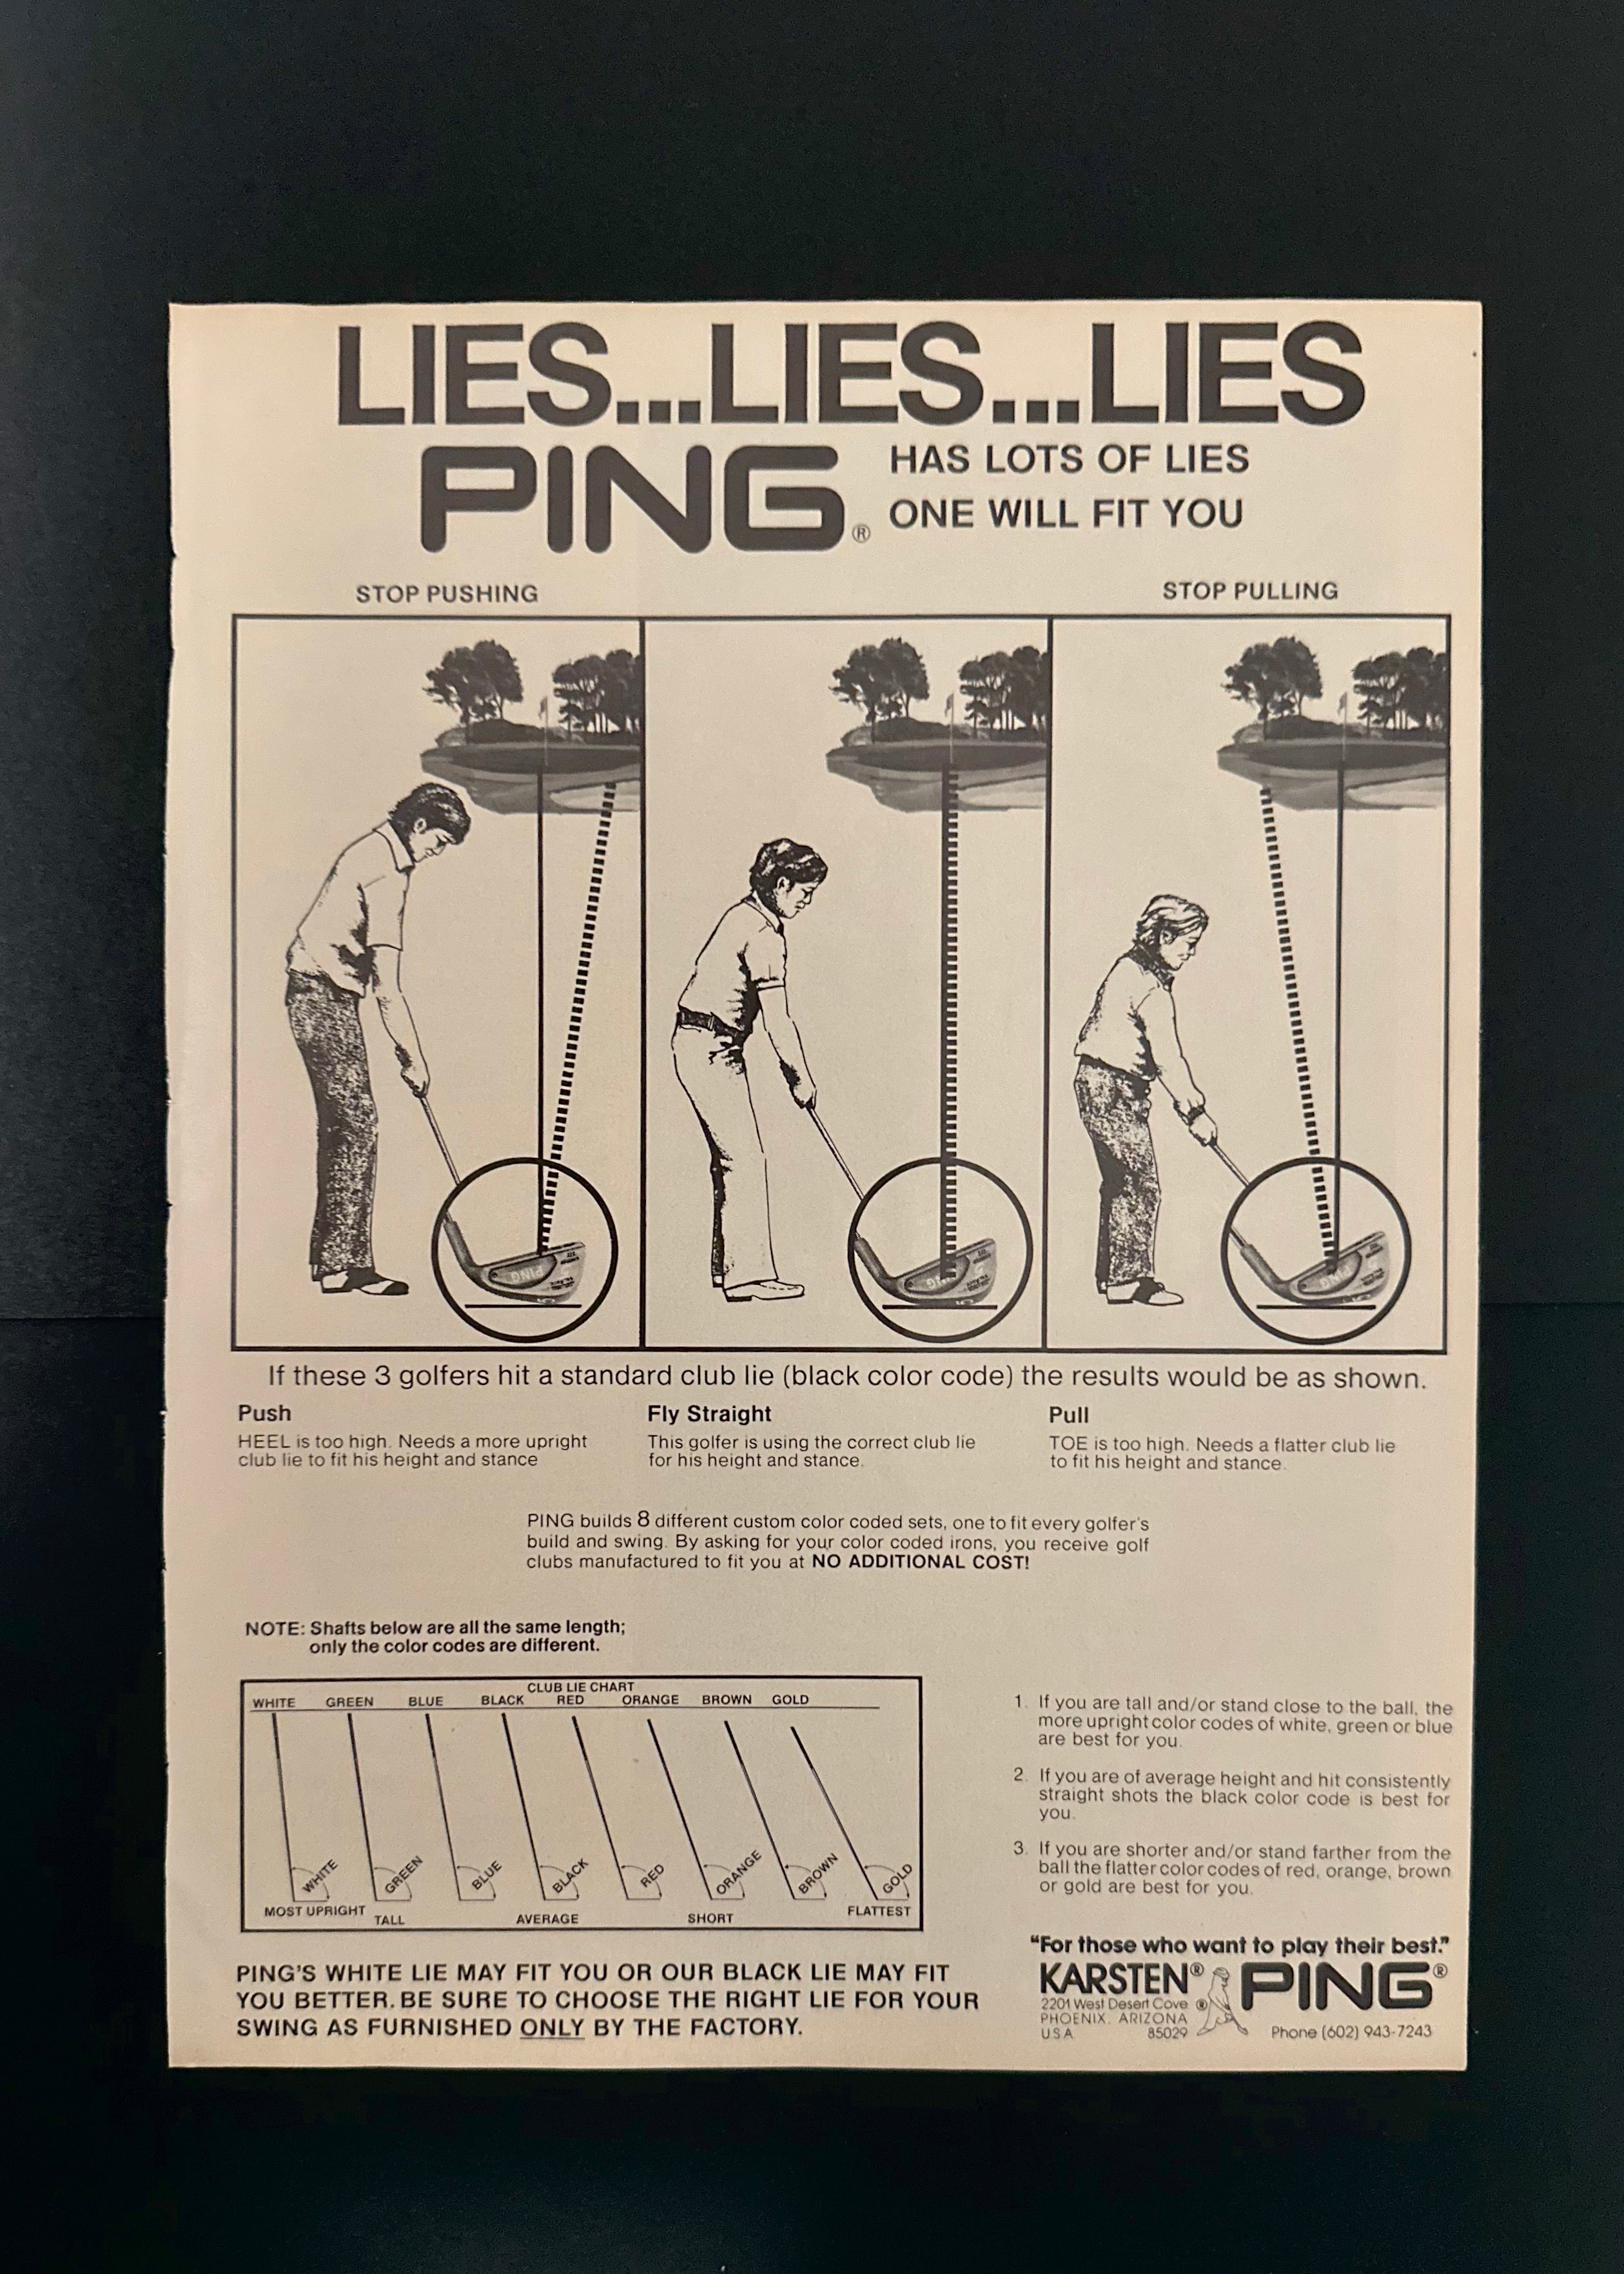 LIES...LIES...LIES
PING® HAS LOTS OF LIES
ONE WILL FIT YOU
STOP PUSHING
STOP PULLING
PING
PING
PING
If these 3 golfers hit a standard club lie (black color code) the results would be as shown.
Push
HEEL is too high. Needs a more upright
club lie to fit his height and stance
Fly Straight
This golfer is using the correct club lie
for his height and stance.
Pull
TOE is too high. Needs a flatter club lie
to fit his height and stance.
PING builds 8 different custom color coded sets, one to fit every golfer's
build and swing. By asking for your color coded irons, you receive golf
clubs manufactured to fit you at NO ADDITIONAL COST!
NOTE: Shafts below are all the same length;
only the color codes are different.
CLUB LIE CHART
WHITE GREEN BLUE BLACK RED ORANGE BROWN GOLD
WHITE GREEN BLUE BLACK RED ORANGE BROWN GOLD
MOST UPRIGHT TALL AVERAGE SHORT FLATTEST
1. If you are tall and/or stand close to the ball, the
more upright color codes of white, green or blue
are best for you.
2. If you are of average height and hit consistently
straight shots the black color code is best for
you.
3. If you are shorter and/or stand farther from the
ball the flatter color codes of red, orange, brown
or gold are best for you.
PING'S WHITE LIE MAY FIT YOU OR OUR BLACK LIE MAY FIT
YOU BETTER. BE SURE TO CHOOSE THE RIGHT LIE FOR YOUR
SWING AS FURNISHED ONLY BY THE FACTORY.
"For those who want to play their best."
KARSTEN® PING®
2201 West Desert Cove ®
PHOENIX, ARIZONA
U.S.A. 85029
Phone (602) 943-7243